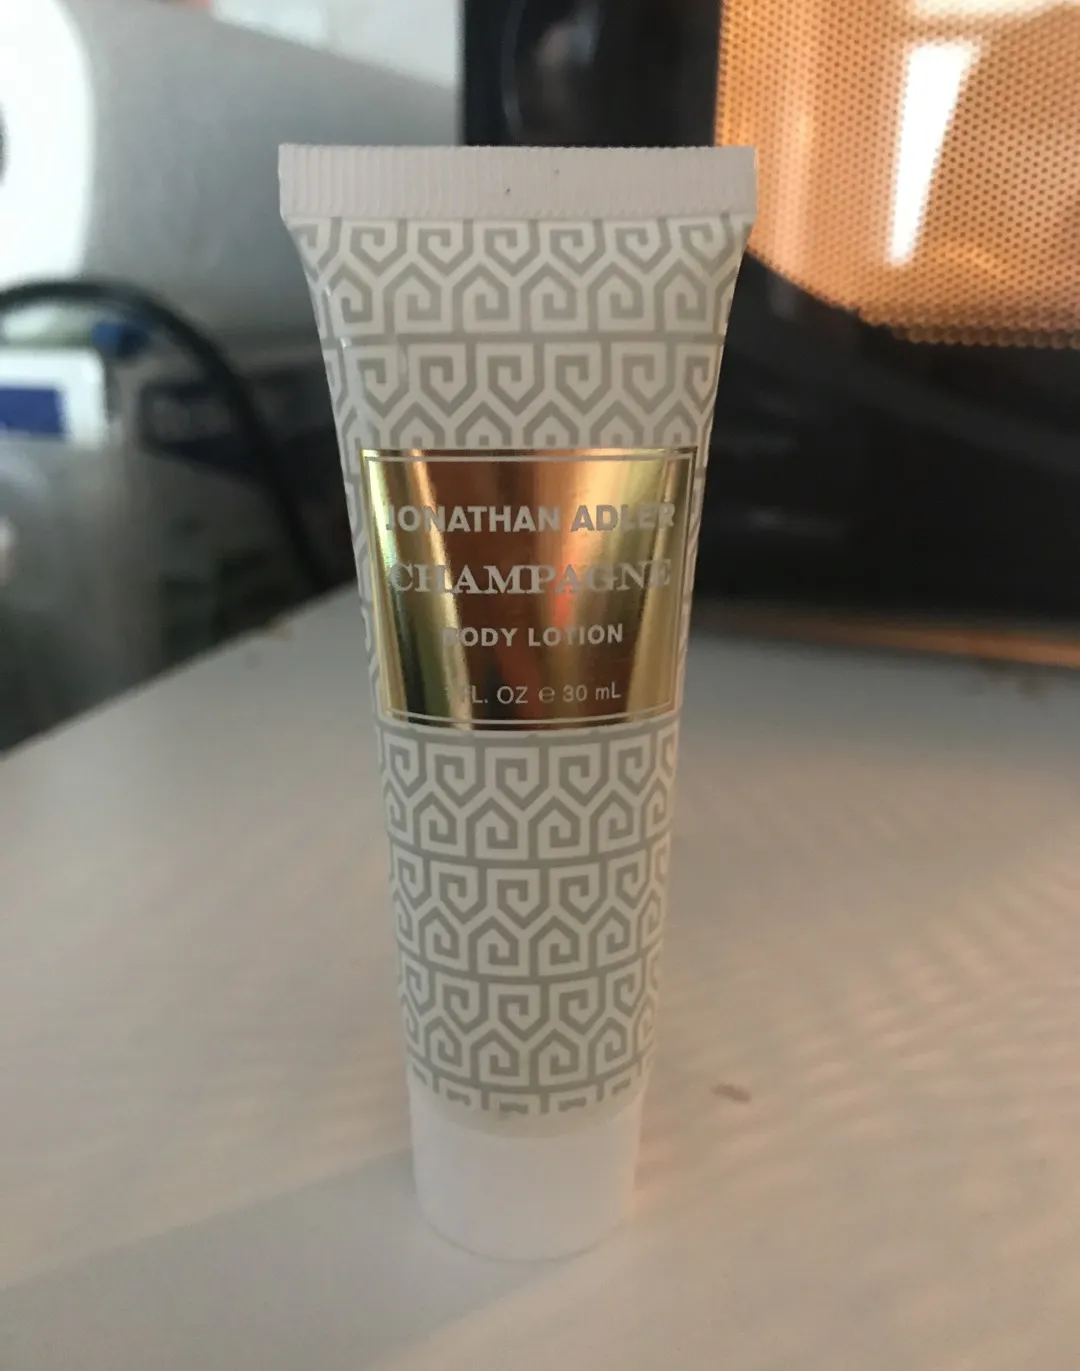 JONATHAN ADLER
CHAMPAGNE
BODY LOTION
FL. OZ ℮ 30 mL